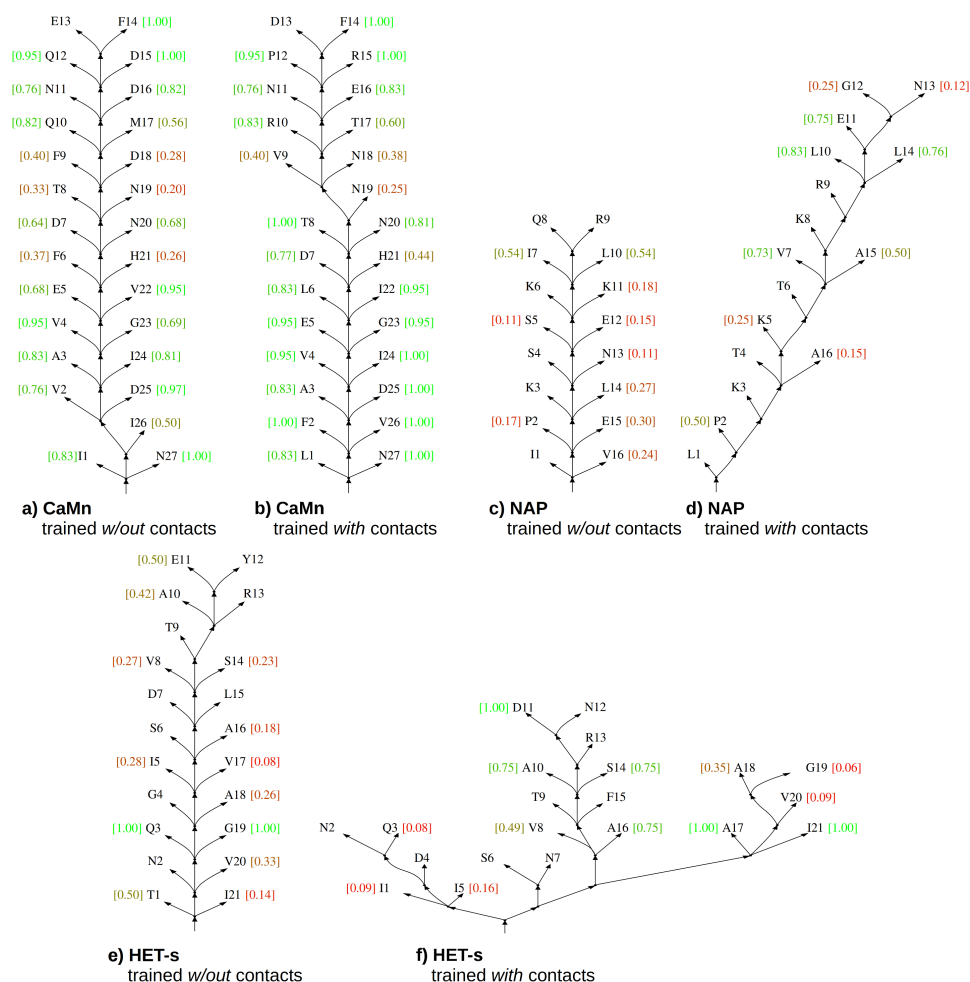 E13 F14 [1.00]
[0.95] Q12 D15 [1.00]
[0.76] N11 D16 [0.82]
[0.82] Q10 M17 [0.56]
[0.40] F9 D18 [0.28]
[0.33] T8 N19 [0.20]
[0.64] D7 N20 [0.68]
[0.37] F6 H21 [0.26]
[0.68] E5 V22 [0.95]
[0.95] V4 G23 [0.69]
[0.83] A3 I24 [0.81]
[0.76] V2 D25 [0.97]
I26 [0.50]
[0.83]I1 N27 [1.00]
a) CaMn
trained w/out contacts
D13 F14 [1.00]
[0.95] P12 R15 [1.00]
[0.76] N11 E16 [0.83]
[0.83] R10 T17 [0.60]
[0.40] V9 N18 [0.38]
N19 [0.25]
[1.00] T8 N20 [0.81]
[0.77] D7 H21 [0.44]
[0.83] L6 I22 [0.95]
[0.95] E5 G23 [0.95]
[0.95] V4 I24 [1.00]
[0.83] A3 D25 [1.00]
[1.00] F2 V26 [1.00]
[0.83] L1 N27 [1.00]
b) CaMn
trained with contacts
Q8 R9
[0.54] I7 L10 [0.54]
K6 K11 [0.18]
[0.11] S5 E12 [0.15]
S4 N13 [0.11]
K3 L14 [0.27]
[0.17] P2 E15 [0.30]
I1 V16 [0.24]
c) NAP
trained w/out contacts
[0.25] G12 N13 [0.12]
[0.75] E11
[0.83] L10 L14 [0.76]
R9
K8
[0.73] V7 A15 [0.50]
T6
[0.25] K5
T4 A16 [0.15]
K3
[0.50] P2
L1
d) NAP
trained with contacts
[0.50] E11 Y12
[0.42] A10 R13
T9
[0.27] V8 S14 [0.23]
D7 L15
S6 A16 [0.18]
[0.28] I5 V17 [0.08]
G4 A18 [0.26]
[1.00] Q3 G19 [1.00]
N2 V20 [0.33]
[0.50] T1 I21 [0.14]
e) HET-s
trained w/out contacts
[1.00] D11 N12
R13
[0.75] A10 S14 [0.75] [0.35] A18 G19 [0.06]
T9 F15 V20 [0.09]
N2 Q3 [0.08] [0.49] V8 A16 [0.75] [1.00] A17 I21 [1.00]
D4 S6 N7
[0.09] I1 I5 [0.16]
f) HET-s
trained with contacts